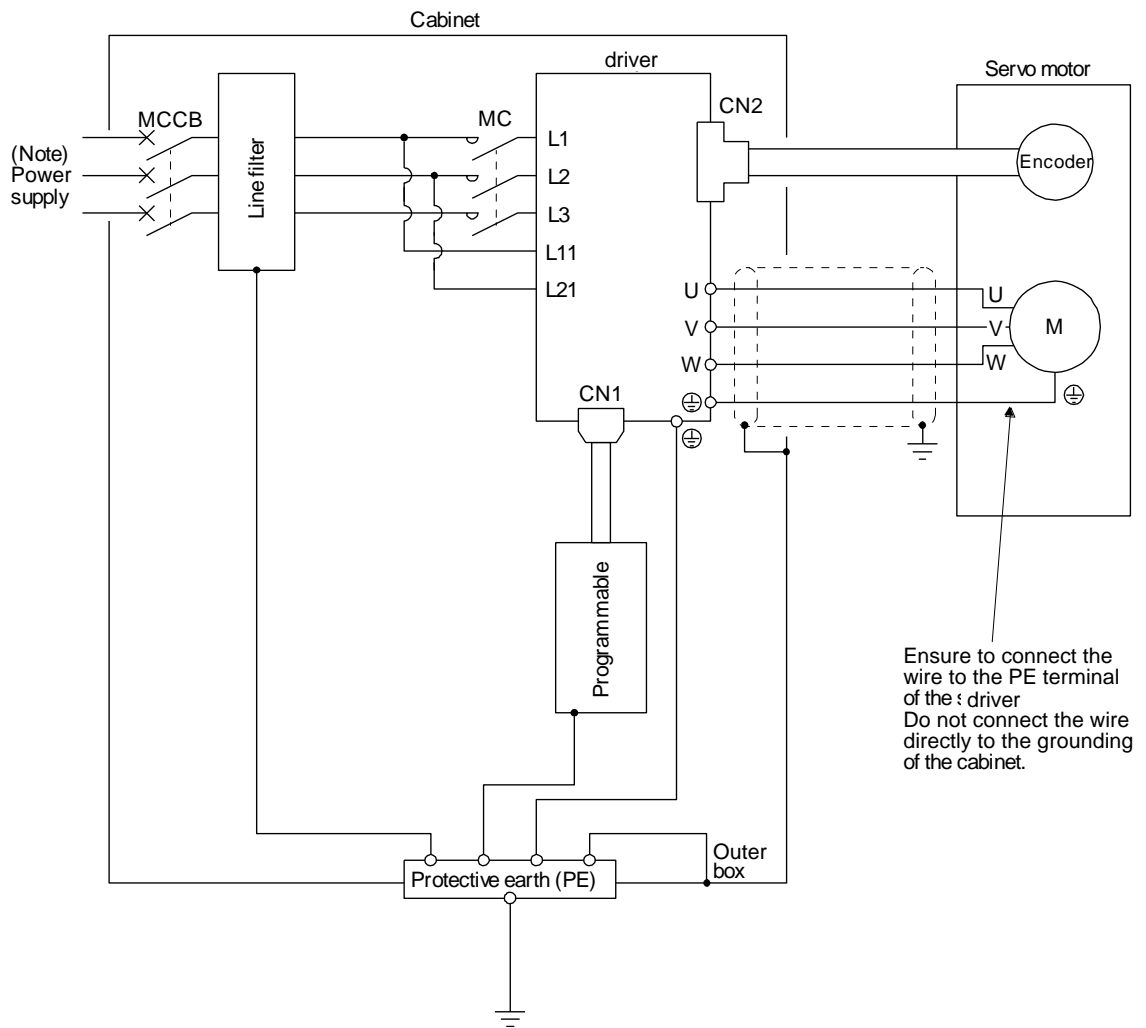 Cabinet
driver
Servo motor
MCCB
MC
CN2
(Note)
Power
supply
Line filter
L1
L2
L3
L11
L21
Encoder
U
V
W
U
V
W
M
CN1
Programmable
Ensure to connect the
wire to the PE terminal
of the driver
Do not connect the wire
directly to the grounding
of the cabinet.
Outer
box
Protective earth (PE)